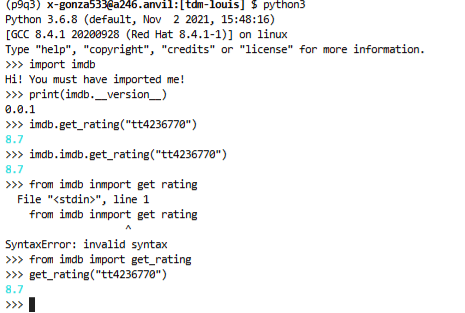 (p9q3) x-gonza533@a246.anvil:[tdm-louis] $ python3
Python 3.6.8 (default, Nov  2 2021, 15:48:16)
[GCC 8.4.1 20200928 (Red Hat 8.4.1-1)] on linux
Type "help", "copyright", "credits" or "license" for more information.
>>> import imdb
Hi! You must have imported me!
>>> print(imdb.__version__)
0.0.1
>>> imdb.get_rating("tt4236770")
8.7
>>> imdb.imdb.get_rating("tt4236770")
8.7
>>> from imdb inmport get rating
  File "<stdin>", line 1
    from imdb inmport get rating
                    ^
SyntaxError: invalid syntax
>>> from imdb import get_rating
>>> get_rating("tt4236770")
8.7
>>>